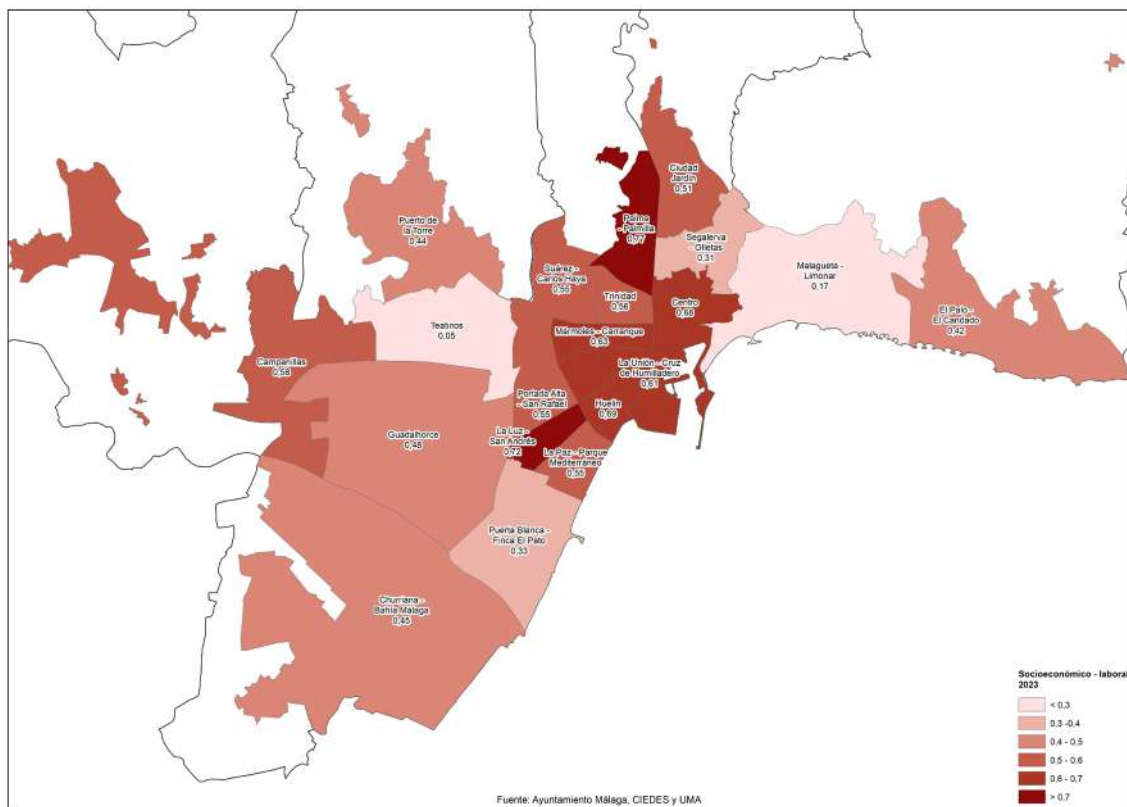 Ciudad
Jardín
0,51
Palma
- Palmilla
0,77
Puerto de
la Torre
0,44
Segalerva -
Olletas
0,31
Malagueta -
Limonar
0,17
Suárez -
Carlos Haya
0,55
Trinidad
0,56
Centro
0,68
El Palo -
El Candado
0,42
Teatinos
0,05
Mármoles - Carranque
0,63
Campanillas
0,58
La Unión - Cruz
de Humilladero
0,61
Portada Alta
- San Rafael
0,55
Huelin
0,69
Guadalhorce
0,48
La Luz -
San Andrés
0,72
La Paz - Parque
Mediterráneo
0,55
Puerta Blanca -
Finca El Pato
0,33
Churriana -
Bahía Málaga
0,45
Socioeconómico - laboral
2023
< 0,3
0,3 -0,4
0,4 - 0,5
0,5 - 0,6
0,6 - 0,7
> 0,7
Fuente: Ayuntamiento Málaga, CIEDES y UMA